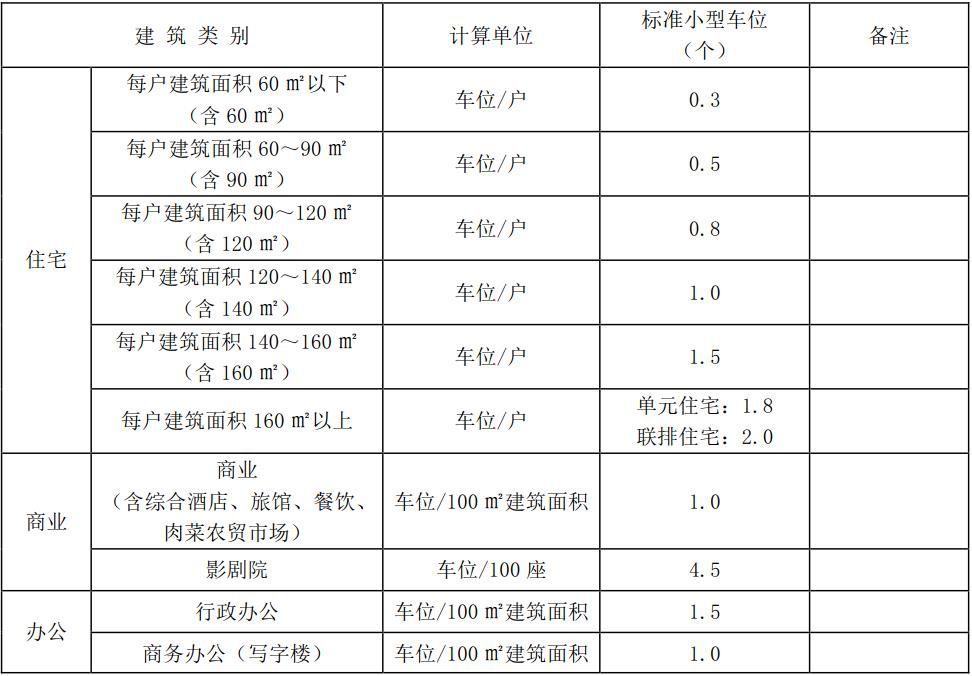 建 筑 类 别
计算单位
标准小型车位
（个）
备注
住宅
每户建筑面积 60 ㎡以下
（含 60 ㎡）
车位/户
0.3
每户建筑面积 60～90 ㎡
（含 90 ㎡）
车位/户
0.5
每户建筑面积 90～120 ㎡
（含 120 ㎡）
车位/户
0.8
每户建筑面积 120～140 ㎡
（含 140 ㎡）
车位/户
1.0
每户建筑面积 140～160 ㎡
（含 160 ㎡）
车位/户
1.5
每户建筑面积 160 ㎡以上
车位/户
单元住宅：1.8
联排住宅：2.0
商业
商业
（含综合酒店、旅馆、餐饮、
肉菜农贸市场）
车位/100 ㎡建筑面积
1.0
影剧院
车位/100 座
4.5
办公
行政办公
车位/100 ㎡建筑面积
1.5
商务办公（写字楼）
车位/100 ㎡建筑面积
1.0